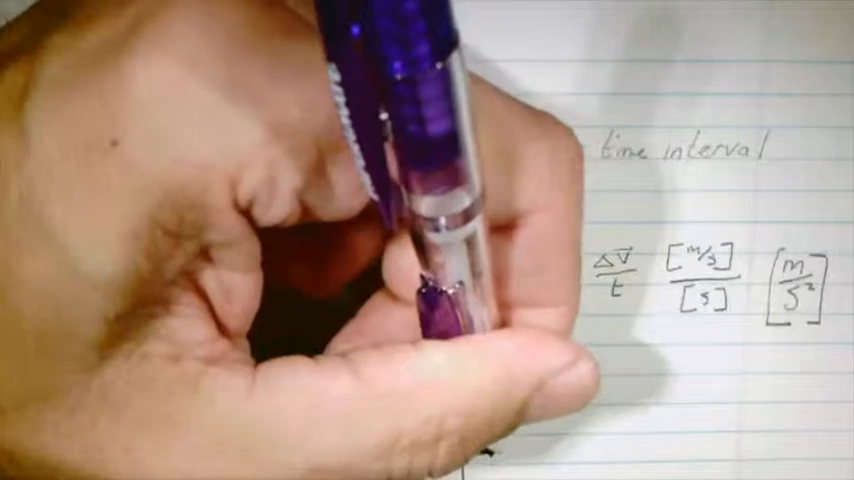 time interval
Δv⃗/t [m/s]/[s] [m/s²]